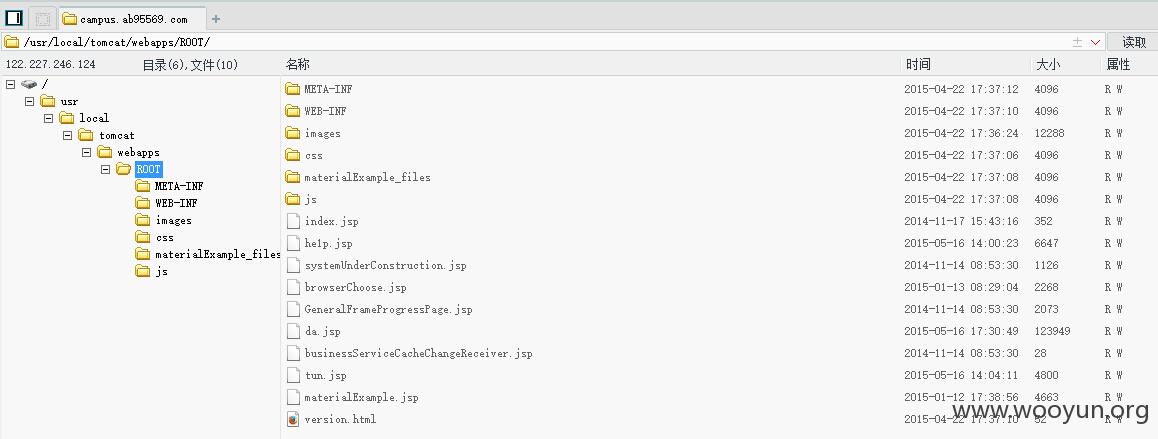 campus.ab95569.com
/usr/local/tomcat/webapps/ROOT/ 读取
122.227.246.124 目录(6),文件(10) 名称 时间 大小 属性
/
usr
local
tomcat
webapps
ROOT
META-INF
WEB-INF
images
css
materialExample_files
js
META-INF 2015-04-22 17:37:12 4096 R W
WEB-INF 2015-04-22 17:37:10 4096 R W
images 2015-04-22 17:36:24 12288 R W
css 2015-04-22 17:37:06 4096 R W
materialExample_files 2015-04-22 17:37:08 4096 R W
js 2015-04-22 17:37:08 4096 R W
index.jsp 2014-11-17 15:43:16 352 R W
he1p.jsp 2015-05-16 14:00:23 6647 R W
systemUnderConstruction.jsp 2014-11-14 08:53:30 1126 R W
browserChoose.jsp 2015-01-13 08:29:04 2268 R W
GeneralFrameProgressPage.jsp 2014-11-14 08:53:30 2073 R W
da.jsp 2015-05-16 17:30:49 123949 R W
businessServiceCacheChangeReceiver.jsp 2014-11-14 08:53:30 28 R W
tun.jsp 2015-05-16 14:04:11 4800 R W
materialExample.jsp 2015-01-12 17:38:56 4663 R W
version.html 2015-04-22 17:37:10 52 R W
www.wooyun.org